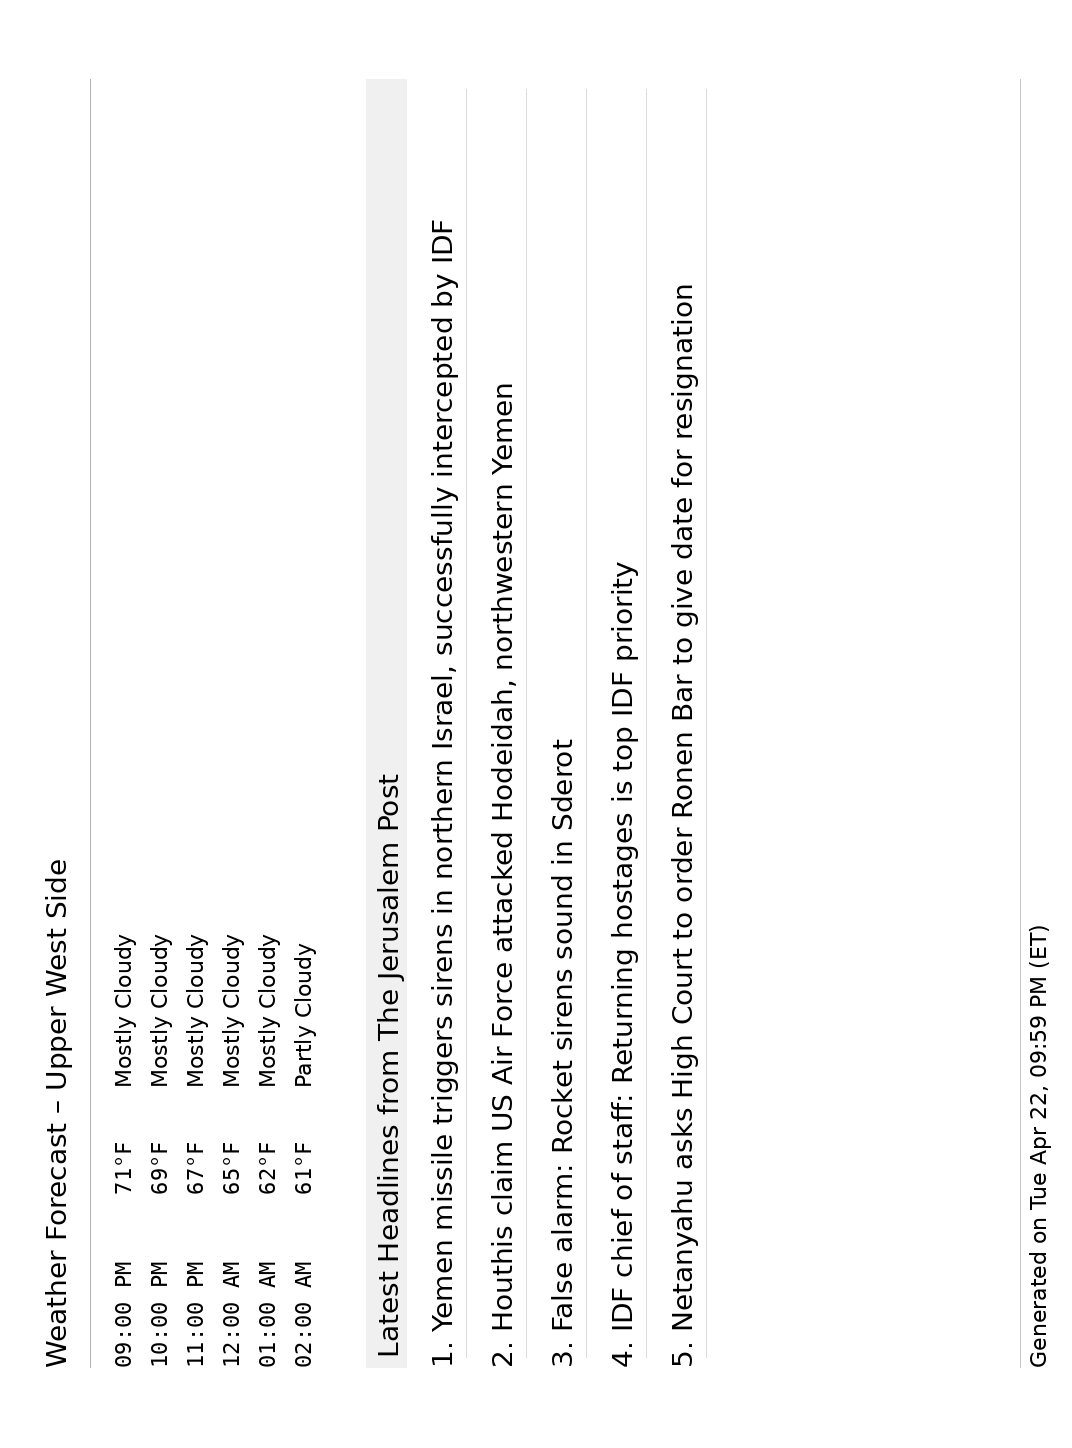 Weather Forecast – Upper West Side
09:00 PM 71°F Mostly Cloudy
10:00 PM 69°F Mostly Cloudy
11:00 PM 67°F Mostly Cloudy
12:00 AM 65°F Mostly Cloudy
01:00 AM 62°F Mostly Cloudy
02:00 AM 61°F Partly Cloudy
Latest Headlines from The Jerusalem Post
1. Yemen missile triggers sirens in northern Israel, successfully intercepted by IDF
2. Houthis claim US Air Force attacked Hodeidah, northwestern Yemen
3. False alarm: Rocket sirens sound in Sderot
4. IDF chief of staff: Returning hostages is top IDF priority
5. Netanyahu asks High Court to order Ronen Bar to give date for resignation
Generated on Tue Apr 22, 09:59 PM (ET)